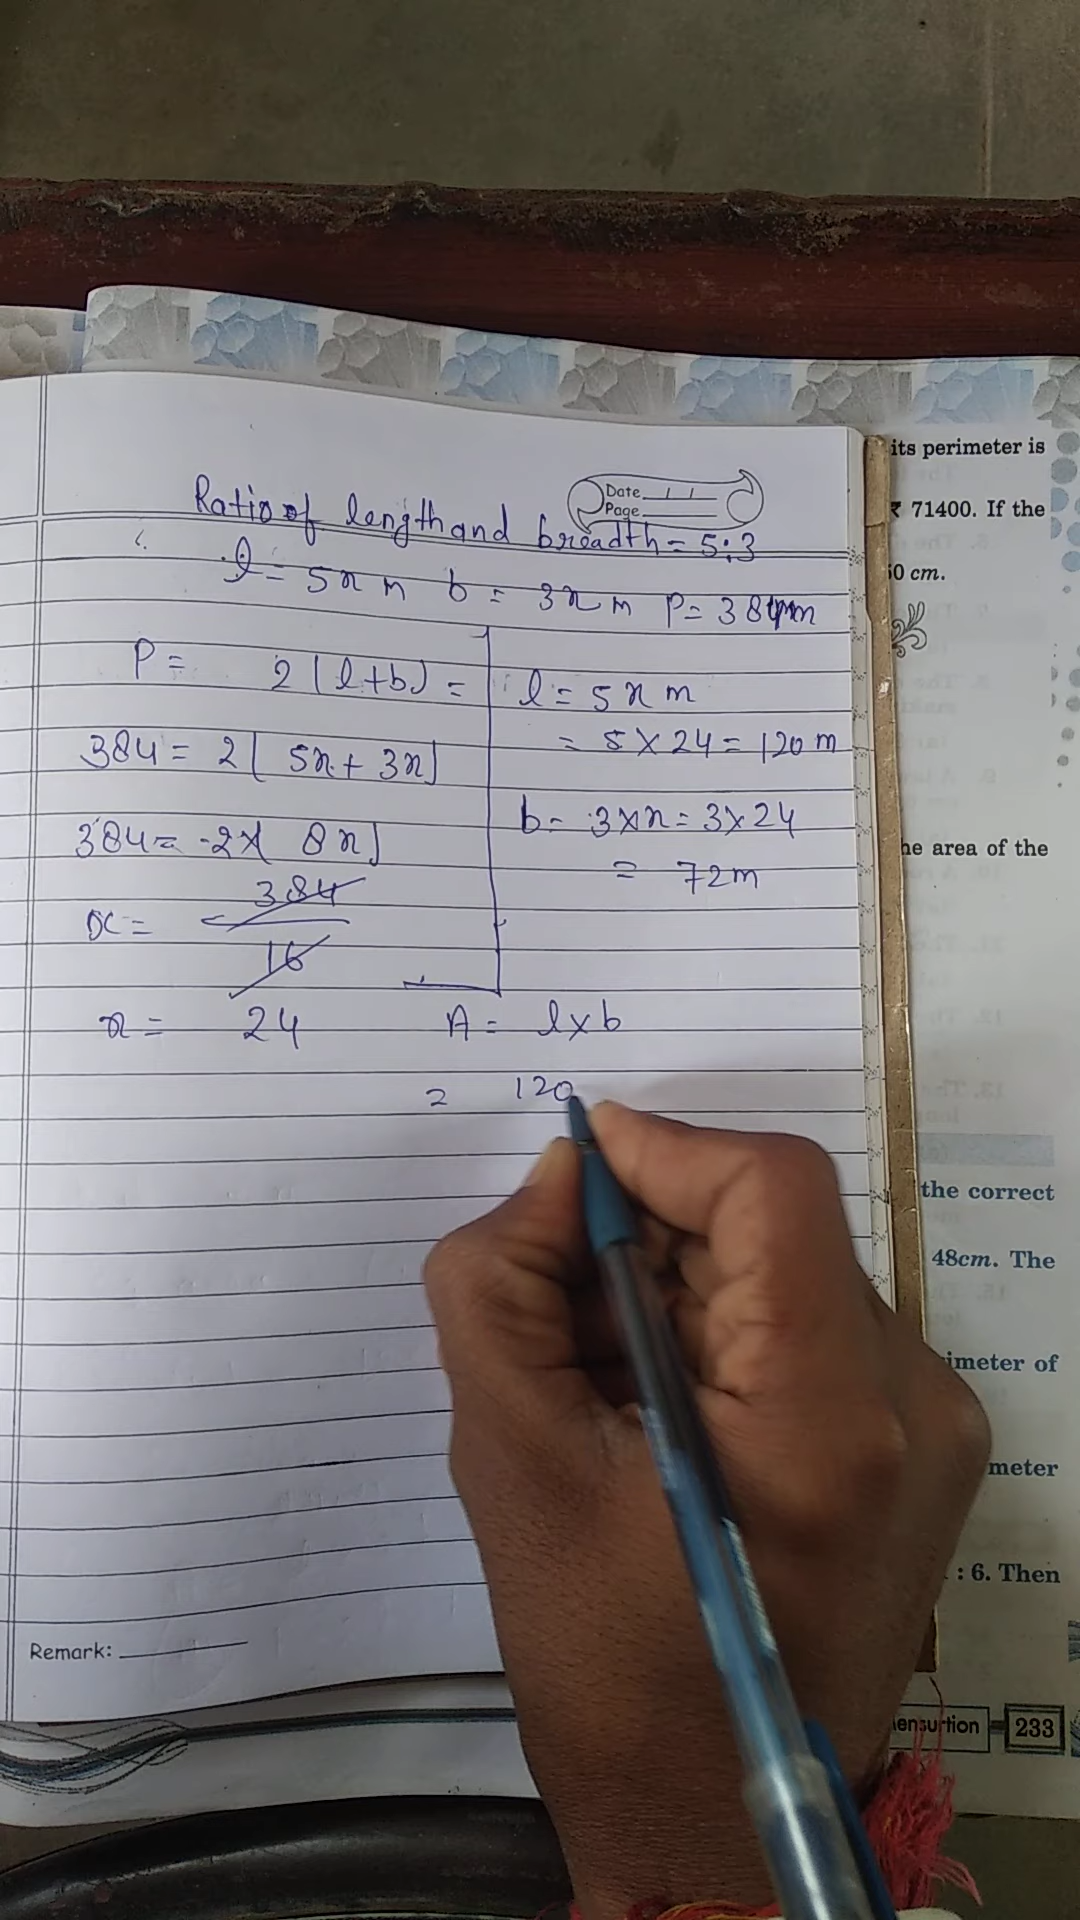 Date
Page
Ratio of length and breadth = 5:3
l = 5x m b = 3x m P = 384m
P = 2(l+b) =
384 = 2[5x + 3x]
384 = 2×[8x]
x = 384
16
x = 24
l = 5x m
= 5 × 24 = 120 m
b = 3×x = 3×24
= 72m
A = l×b
= 120
Remark:
its perimeter is
₹ 71400. If the
0 cm.
he area of the
the correct
48cm. The
imeter of
meter
: 6. Then
ensurtion 233